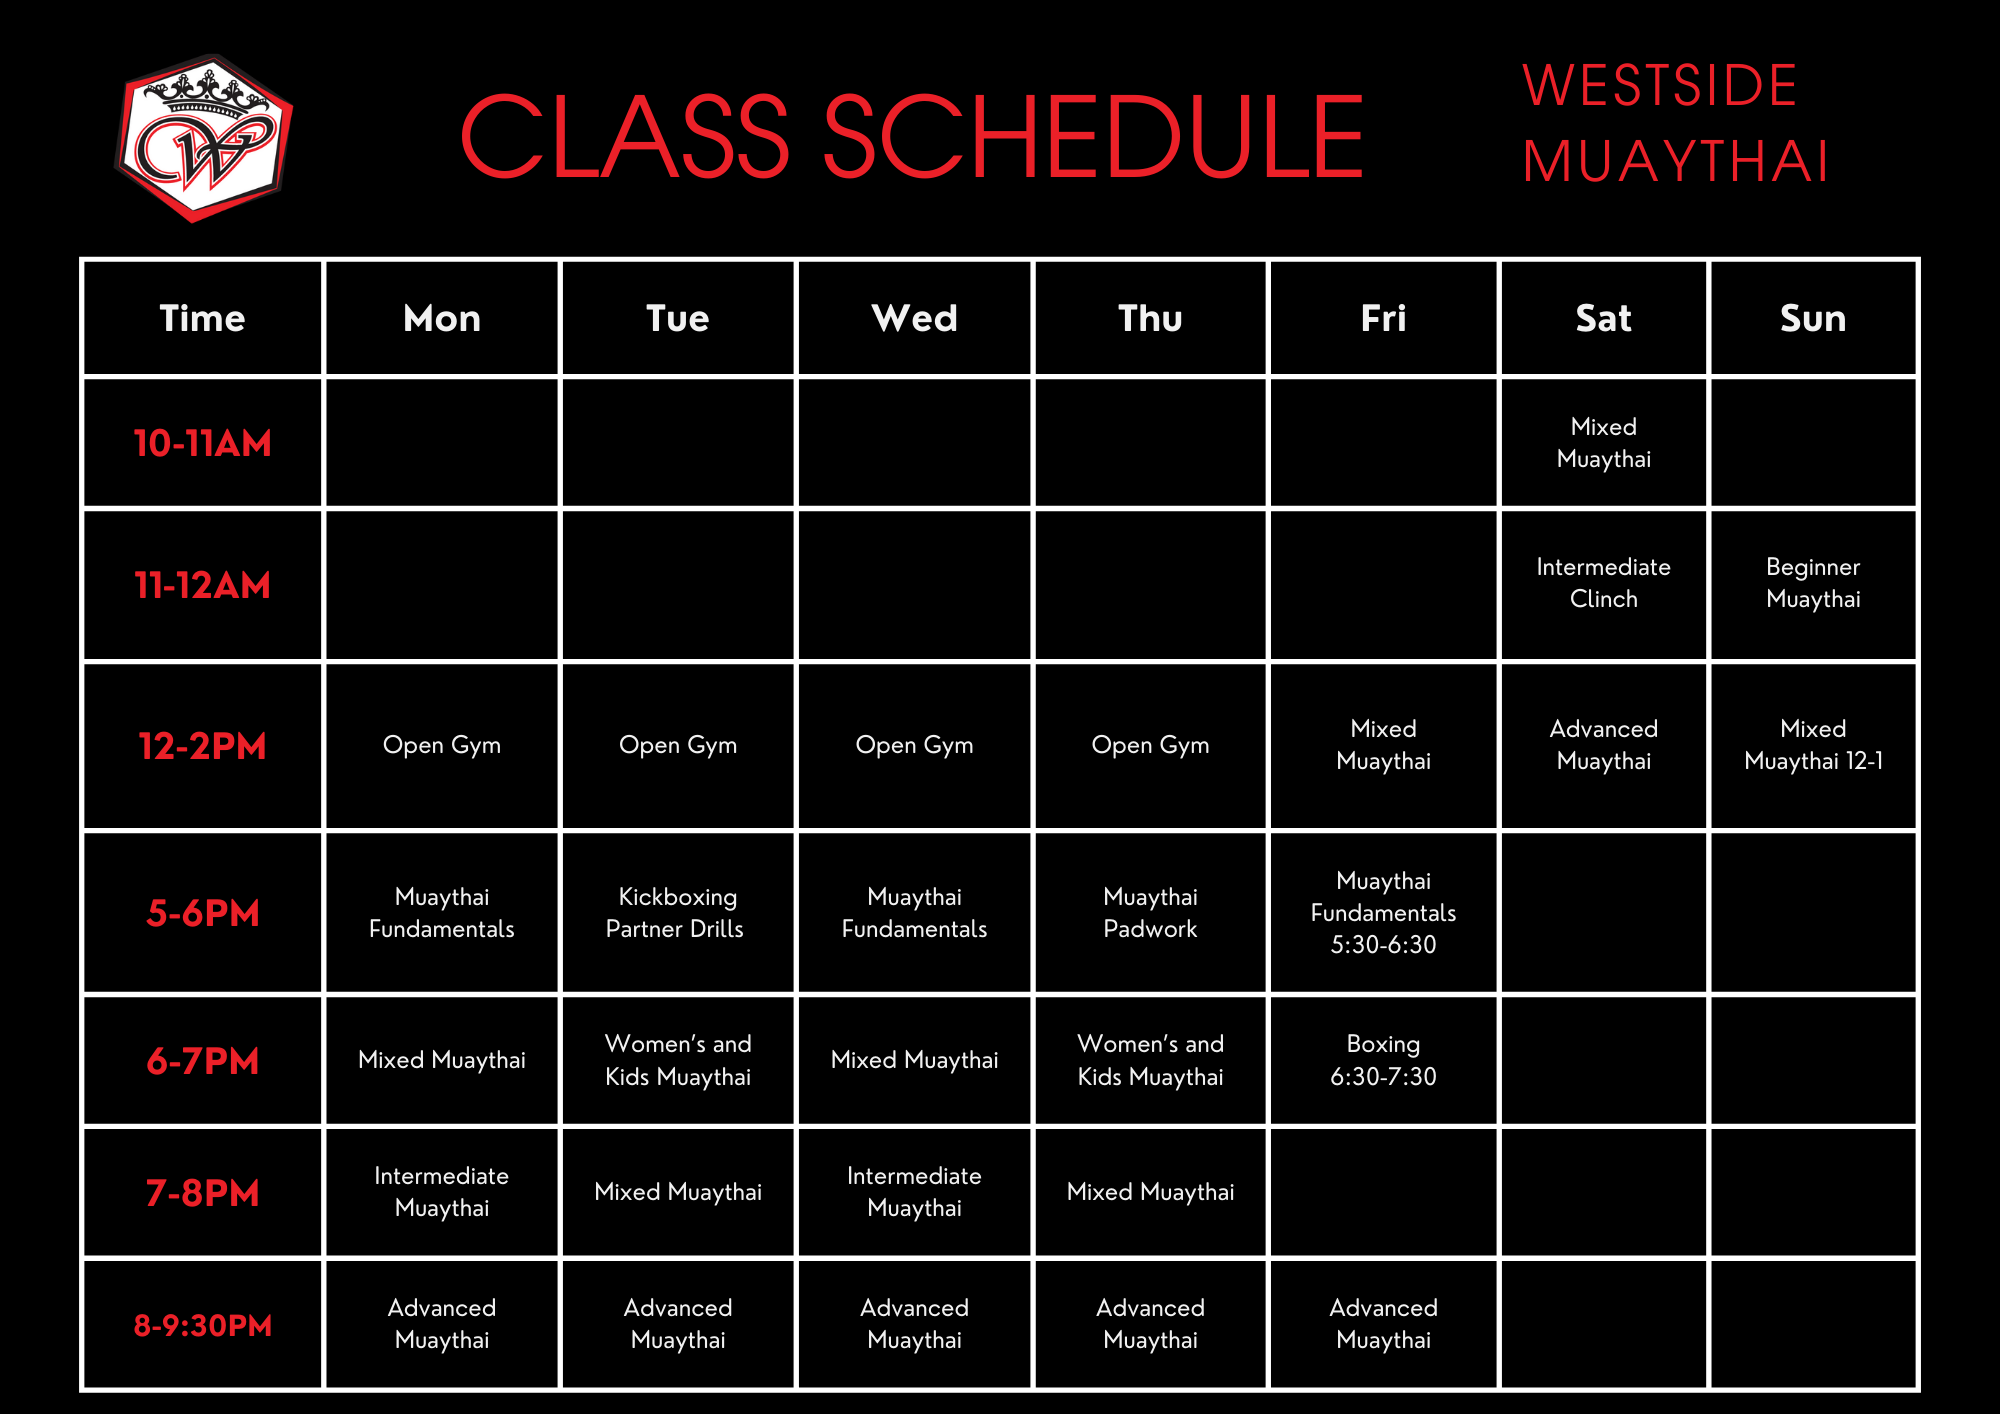 W
CLASS SCHEDULE
WESTSIDE
MUAYTHAI
Time Mon Tue Wed Thu Fri Sat Sun
10-11AM
Mixed
Muaythai
11-12AM
Intermediate
Clinch
Beginner
Muaythai
12-2PM
Open Gym
Open Gym
Open Gym
Open Gym
Mixed
Muaythai
Advanced
Muaythai
Mixed
Muaythai 12-1
5-6PM
Muaythai
Fundamentals
Kickboxing
Partner Drills
Muaythai
Fundamentals
Muaythai
Padwork
Muaythai
Fundamentals
5:30-6:30
6-7PM
Mixed Muaythai
Women's and
Kids Muaythai
Mixed Muaythai
Women's and
Kids Muaythai
Boxing
6:30-7:30
7-8PM
Intermediate
Muaythai
Mixed Muaythai
Intermediate
Muaythai
Mixed Muaythai
8-9:30PM
Advanced
Muaythai
Advanced
Muaythai
Advanced
Muaythai
Advanced
Muaythai
Advanced
Muaythai